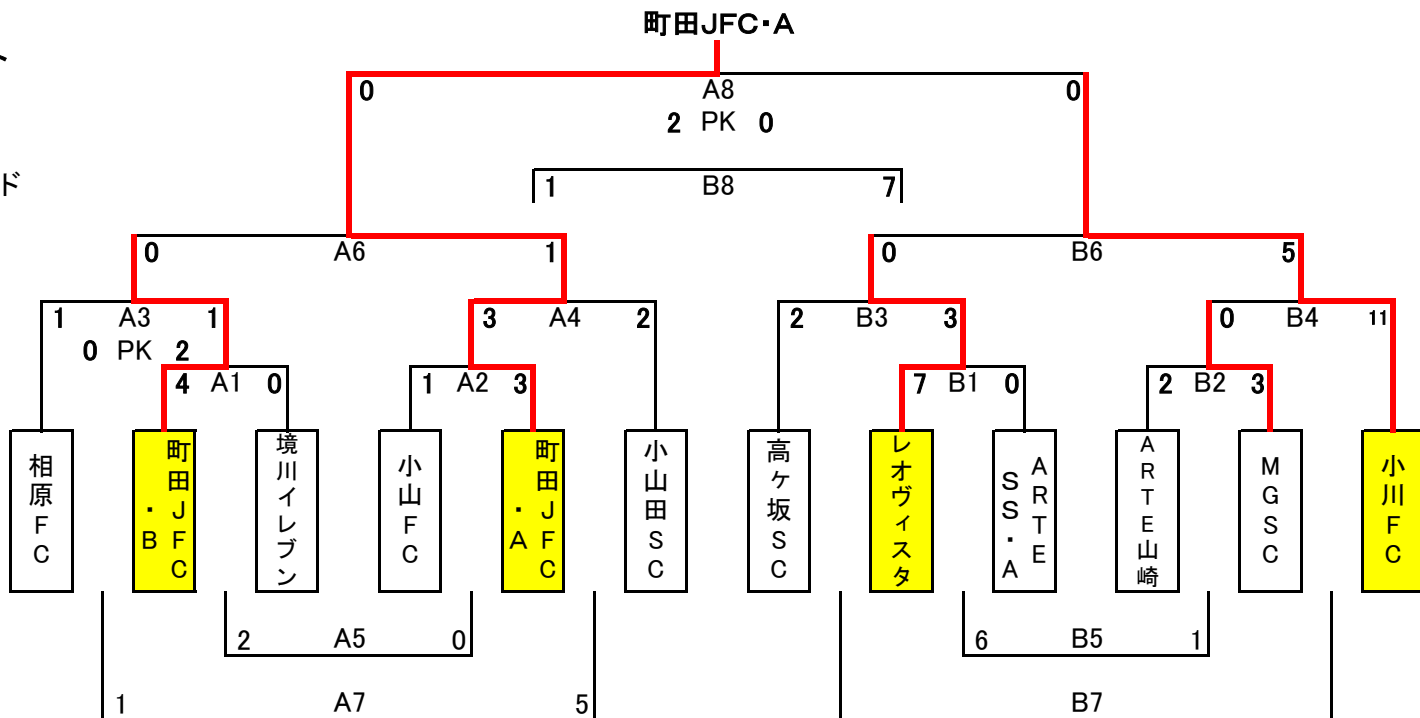 町田JFC・A
ト
0 A8 0
2 PK 0
ド
1 B8 7
0 A6 1 0 B6 5
1 A3 1 3 A4 2 2 B3 3 0 B4 11
0 PK 2
4 A1 0 1 A2 3 7 B1 0 2 B2 3
相原FC
町田JFC
・B
境川イレブン
小山FC
町田JFC
・A
小山田SC
高ヶ坂SC
レオヴィスタ
ARTE
SS・A
ARTE山崎
MGSC
小川FC
2 A5 0 6 B5 1
1 A7 5 B7